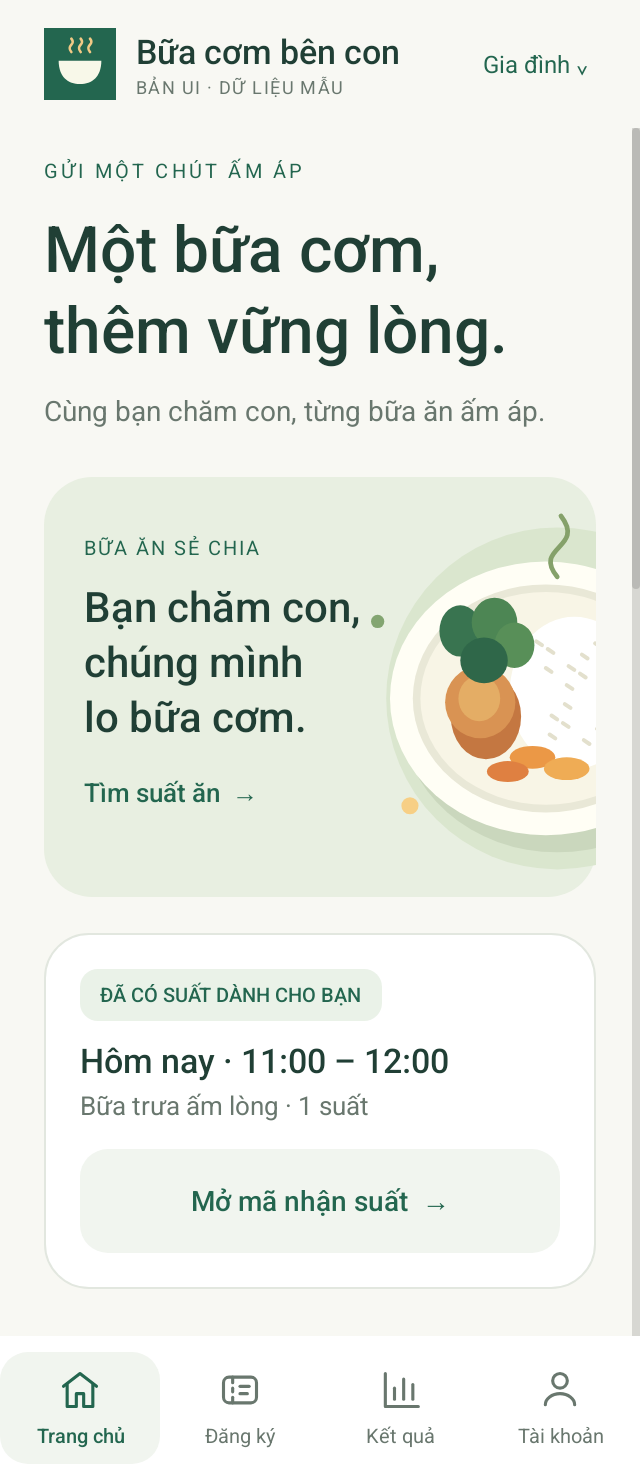 Bữa cơm bên con
BẢN UI · DỮ LIỆU MẪU
Gia đình
GỬI MỘT CHÚT ẤM ÁP
Một bữa cơm,
thêm vững lòng.
Cùng bạn chăm con, từng bữa ăn ấm áp.
BỮA ĂN SẺ CHIA
Bạn chăm con,
chúng mình
lo bữa cơm.
Tìm suất ăn →
ĐÃ CÓ SUẤT DÀNH CHO BẠN
Hôm nay · 11:00 – 12:00
Bữa trưa ấm lòng · 1 suất
Mở mã nhận suất →
Trang chủ
Đăng ký
Kết quả
Tài khoản